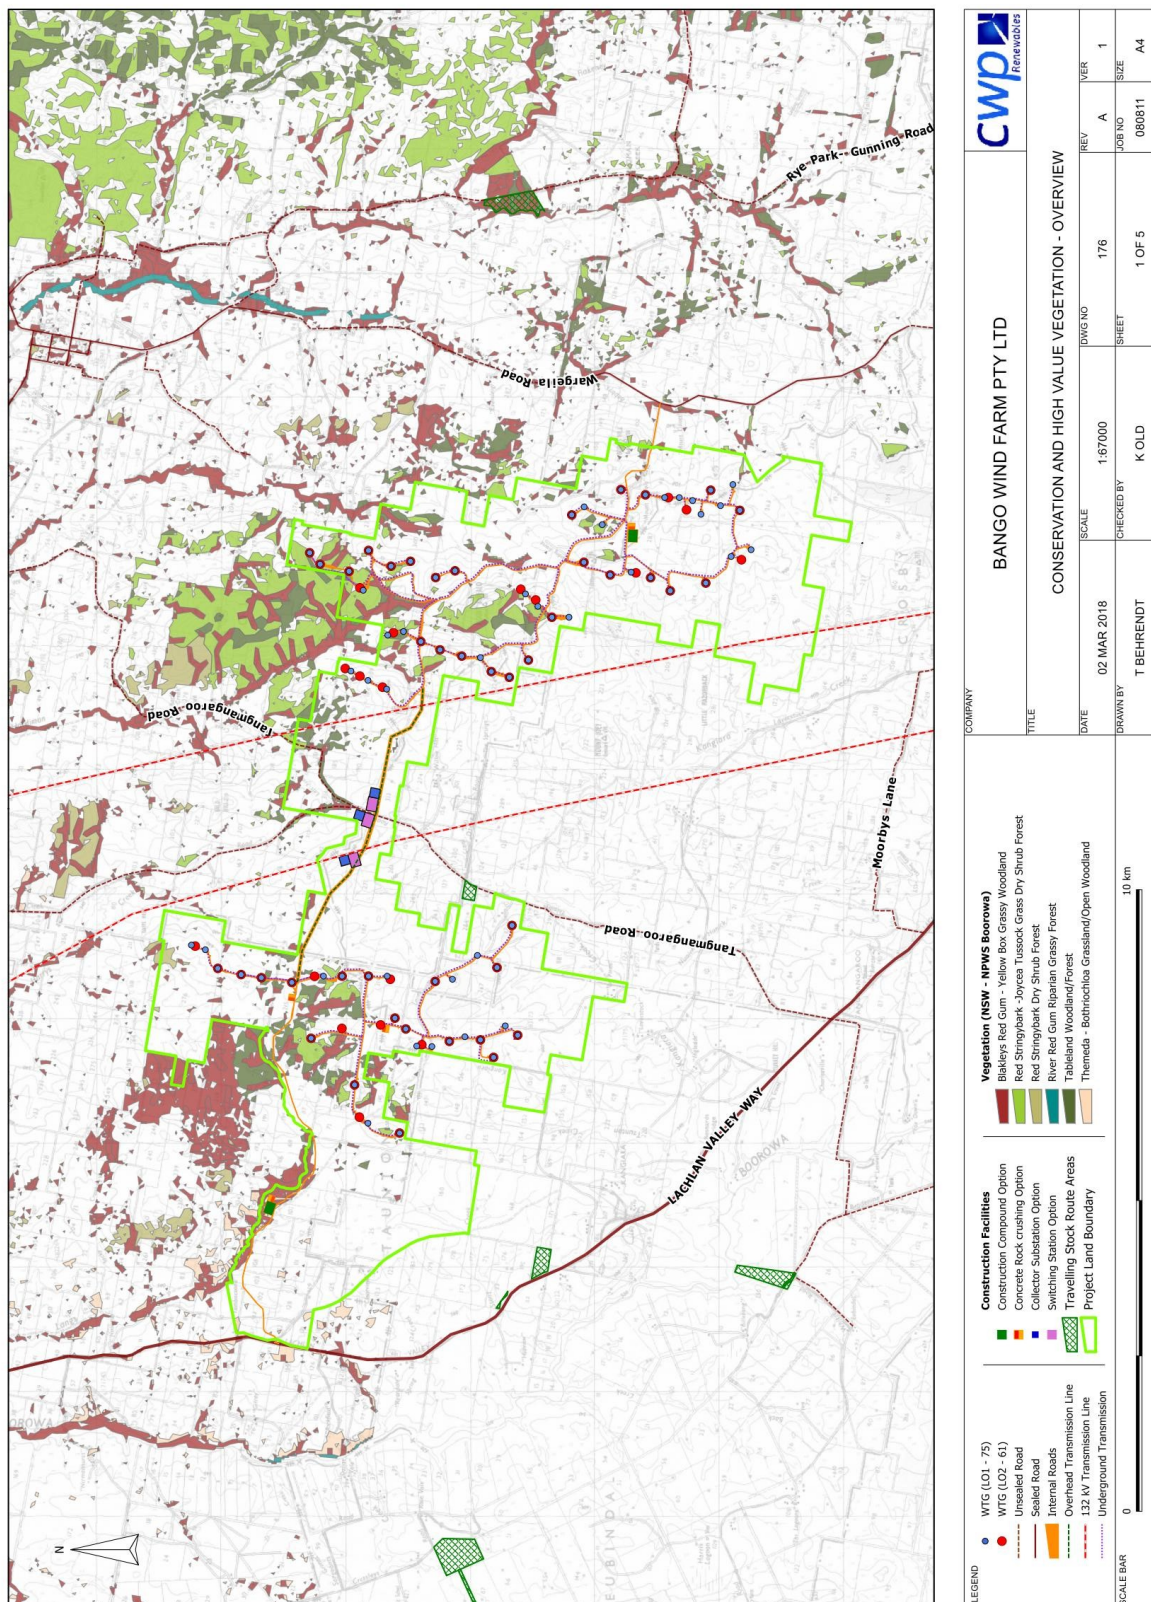 Rye Park - Gunning Road
Wargeila Road
Tangmangaroo Road
Tangmangaroo Road
Moorbys Lane
LACHLAN VALLEY WAY
BOOROWA
CROSBY
N
LEGEND
WTG (LO1 - 75)
WTG (LO2 - 61)
Unsealed Road
Sealed Road
Internal Roads
Overhead Transmission Line
132 kV Transmission Line
Underground Transmission
Construction Facilities
Construction Compound Option
Concrete Rock crushing Option
Collector Substation Option
Switching Station Option
Travelling Stock Route Areas
Project Land Boundary
Vegetation (NSW - NPWS Boorowa)
Blakleys Red Gum - Yellow Box Grassy Woodland
Red Stringybark -Joycea Tussock Grass Dry Shrub Forest
Red Stringybark Dry Shrub Forest
River Red Gum Riparian Grassy Forest
Tableland Woodland/Forest
Themeda - Bothriochloa Grassland/Open Woodland
SCALE BAR
0
10 km
COMPANY
BANGO WIND FARM PTY LTD
CWP
Renewables
TITLE
CONSERVATION AND HIGH VALUE VEGETATION - OVERVIEW
DATE
02 MAR 2018
SCALE
1:67000
DWG NO
176
REV
A
VER
1
DRAWN BY
T BEHRENDT
CHECKED BY
K OLD
SHEET
1 OF 5
JOB NO
080811
SIZE
A4